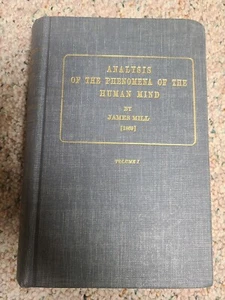 ANALYSIS
OF THE PHENOMENA OF THE
HUMAN MIND
BY
JAMES MILL
[1869]
VOLUME I